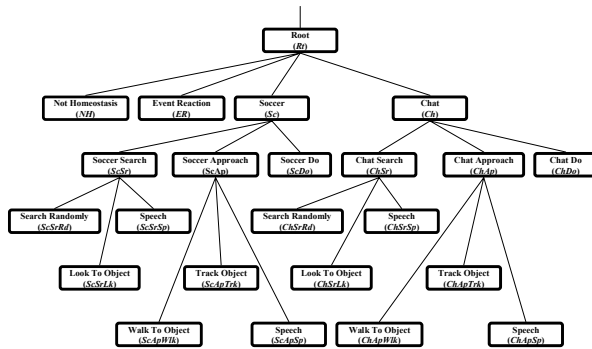 Root
(Rt)
Not Homeostasis
(NH)
Event Reaction
(ER)
Soccer
(Sc)
Chat
(Ch)
Soccer Search
(ScSr)
Soccer Approach
(ScAp)
Soccer Do
(ScDo)
Chat Search
(ChSr)
Chat Approach
(ChAp)
Chat Do
(ChDo)
Search Randomly
(ScSrRd)
Speech
(ScSrSp)
Search Randomly
(ChSrRd)
Speech
(ChSrSp)
Look To Object
(ScSrLk)
Track Object
(ScApTrk)
Look To Object
(ChSrLk)
Track Object
(ChApTrk)
Walk To Object
(ScApWlk)
Speech
(ScApSp)
Walk To Object
(ChApWlk)
Speech
(ChApSp)